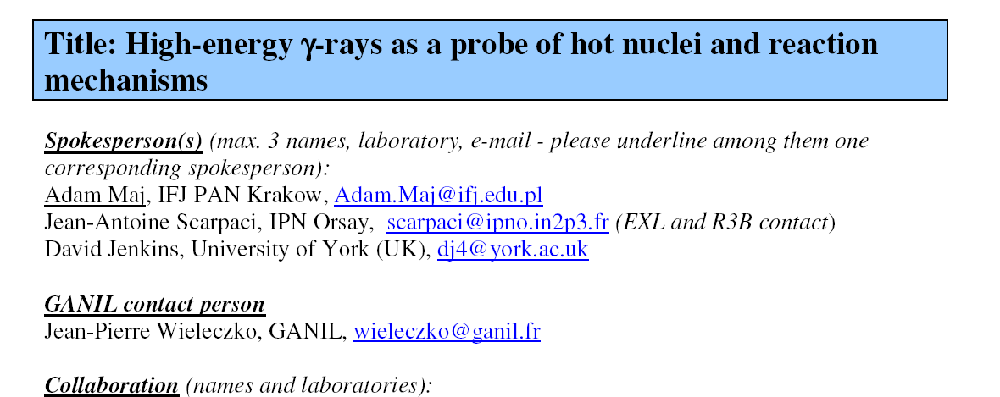 Title: High-energy γ-rays as a probe of hot nuclei and reaction
mechanisms
Spokesperson(s) (max. 3 names, laboratory, e-mail - please underline among them one
corresponding spokesperson):
Adam Maj, IFJ PAN Krakow, Adam.Maj@ifj.edu.pl
Jean-Antoine Scarpaci, IPN Orsay, scarpaci@ipno.in2p3.fr (EXL and R3B contact)
David Jenkins, University of York (UK), dj4@york.ac.uk
GANIL contact person
Jean-Pierre Wieleczko, GANIL, wieleczko@ganil.fr
Collaboration (names and laboratories):